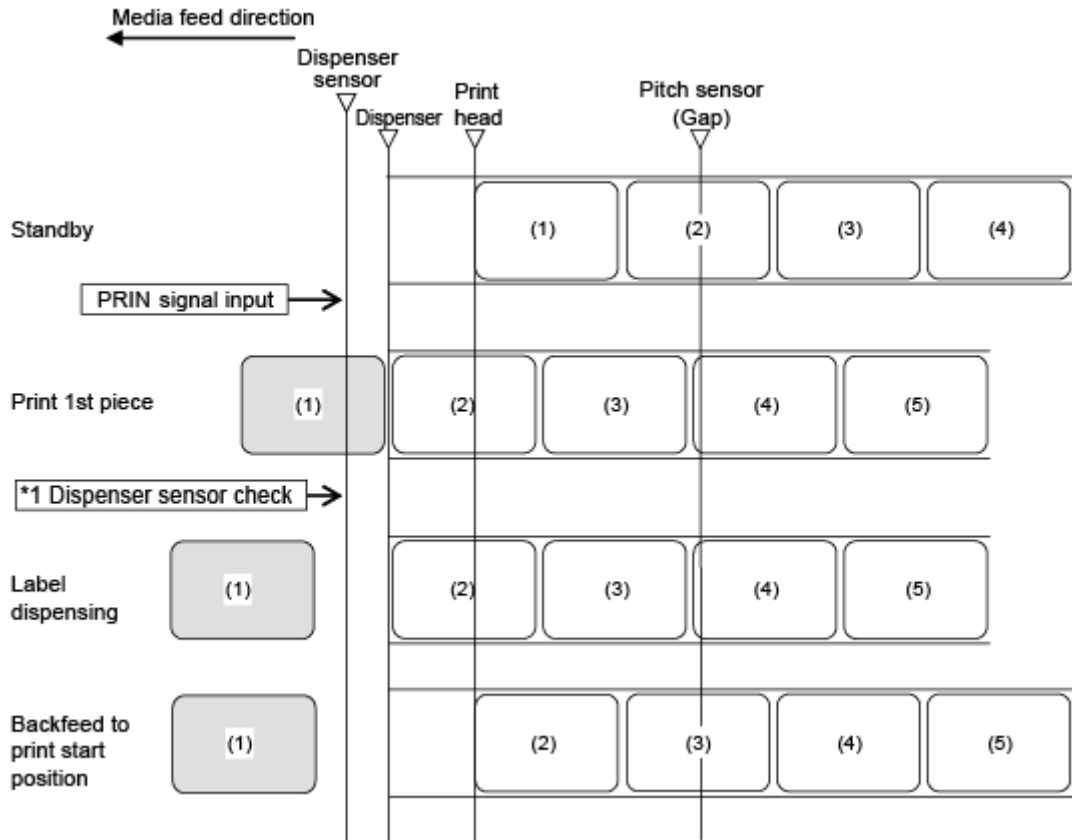 Media feed direction
Dispenser
sensor
Dispenser
Print
head
Pitch sensor
(Gap)
Standby
(1)
(2)
(3)
(4)
PRIN signal input
Print 1st piece
(1)
(2)
(3)
(4)
(5)
*1 Dispenser sensor check
Label
dispensing
(1)
(2)
(3)
(4)
(5)
Backfeed to
print start
position
(1)
(2)
(3)
(4)
(5)